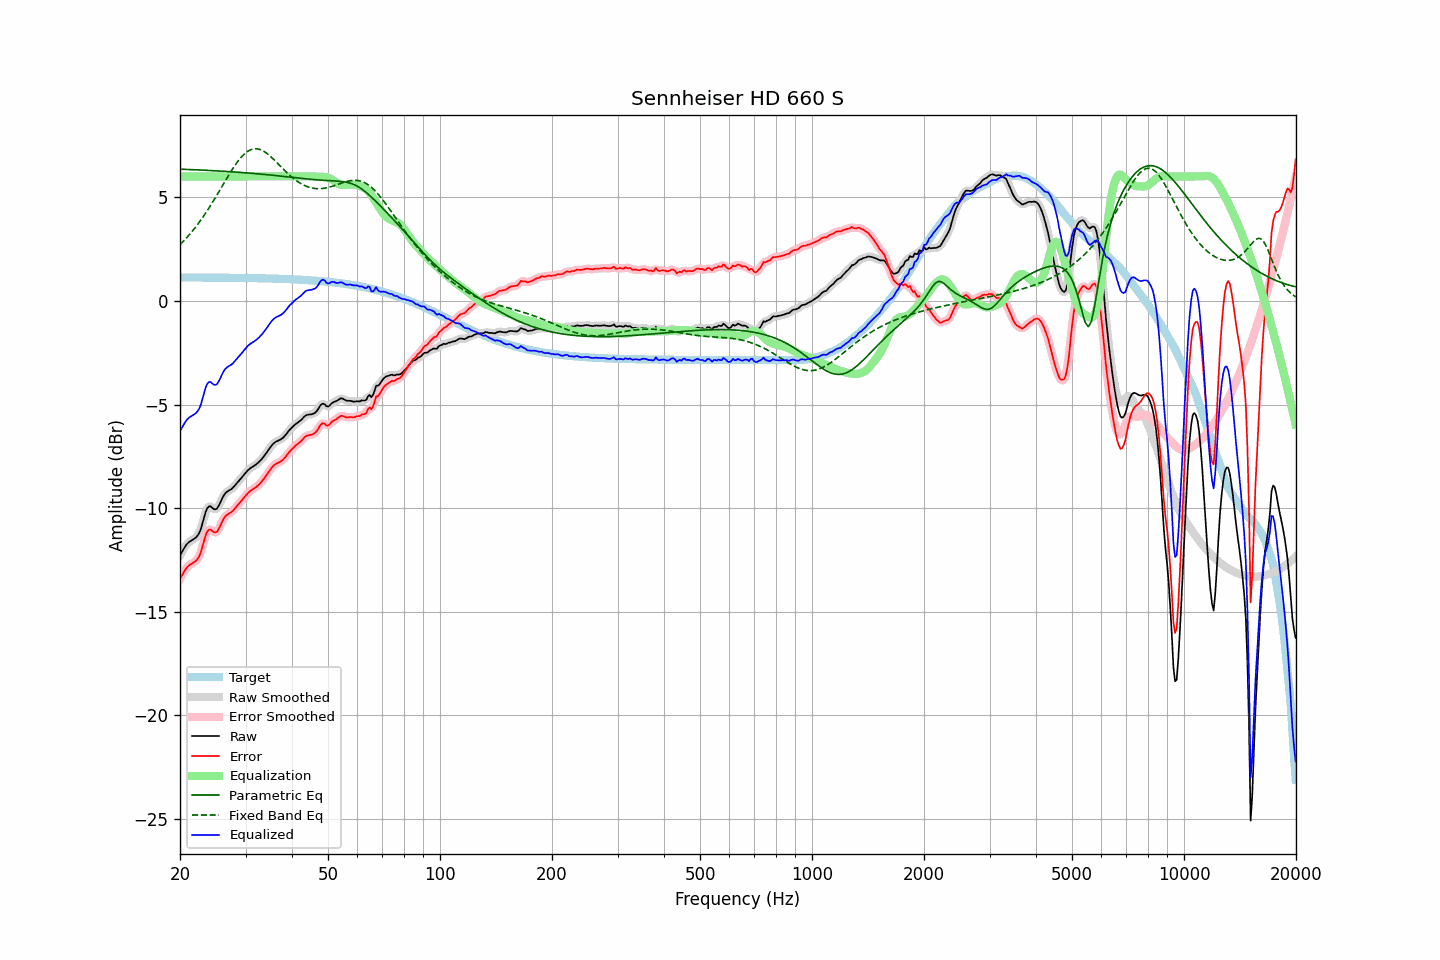 Sennheiser HD 660 S
Amplitude (dBr)
5
0
−5
−10
−15
−20
−25
Target
Raw Smoothed
Error Smoothed
Raw
Error
Equalization
Parametric Eq
Fixed Band Eq
Equalized
20 50 100 200 500 1000 2000 5000 10000 20000
Frequency (Hz)